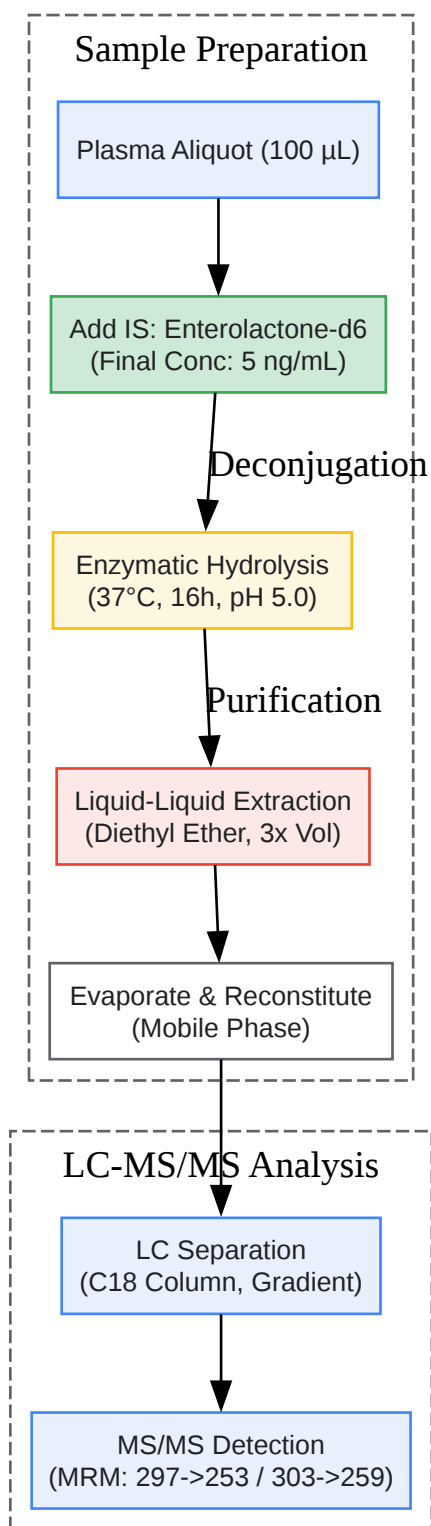 Sample Preparation
Plasma Aliquot (100 µL)
Add IS: Enterolactone-d6
(Final Conc: 5 ng/mL)
Deconjugation
Enzymatic Hydrolysis
(37°C, 16h, pH 5.0)
Purification
Liquid-Liquid Extraction
(Diethyl Ether, 3x Vol)
Evaporate & Reconstitute
(Mobile Phase)
LC-MS/MS Analysis
LC Separation
(C18 Column, Gradient)
MS/MS Detection
(MRM: 297->253 / 303->259)